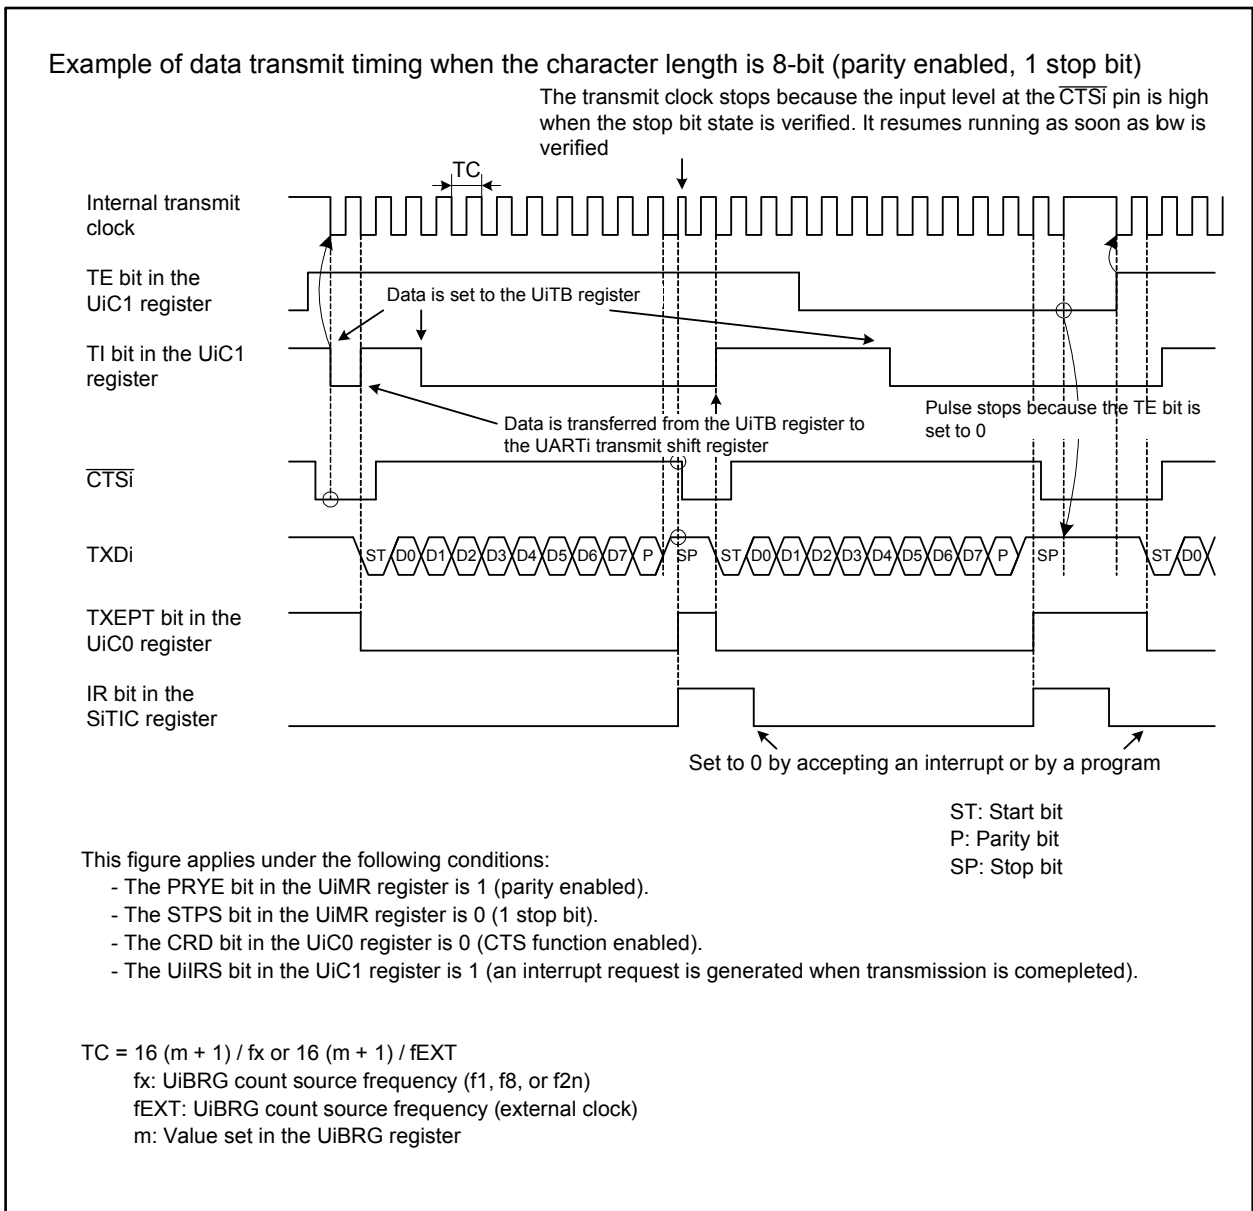 Example of data transmit timing when the character length is 8-bit (parity enabled, 1 stop bit)
The transmit clock stops because the input level at the CTSi pin is high
when the stop bit state is verified. It resumes running as soon as low is
verified
TC
Internal transmit
clock
TE bit in the
UiC1 register
Data is set to the UiTB register
TI bit in the UiC1
register
Pulse stops because the TE bit is
set to 0
Data is transferred from the UiTB register to
the UARTi transmit shift register
CTSi
TXDi
ST D0 D1 D2 D3 D4 D5 D6 D7 P SP ST D0 D1 D2 D3 D4 D5 D6 D7 P SP ST D0
TXEPT bit in the
UiC0 register
IR bit in the
SiTIC register
Set to 0 by accepting an interrupt or by a program
ST: Start bit
P: Parity bit
SP: Stop bit
This figure applies under the following conditions:
- The PRYE bit in the UiMR register is 1 (parity enabled).
- The STPS bit in the UiMR register is 0 (1 stop bit).
- The CRD bit in the UiC0 register is 0 (CTS function enabled).
- The UiIRS bit in the UiC1 register is 1 (an interrupt request is generated when transmission is comepleted).
TC = 16 (m + 1) / fx or 16 (m + 1) / fEXT
fx: UiBRG count source frequency (f1, f8, or f2n)
fEXT: UiBRG count source frequency (external clock)
m: Value set in the UiBRG register